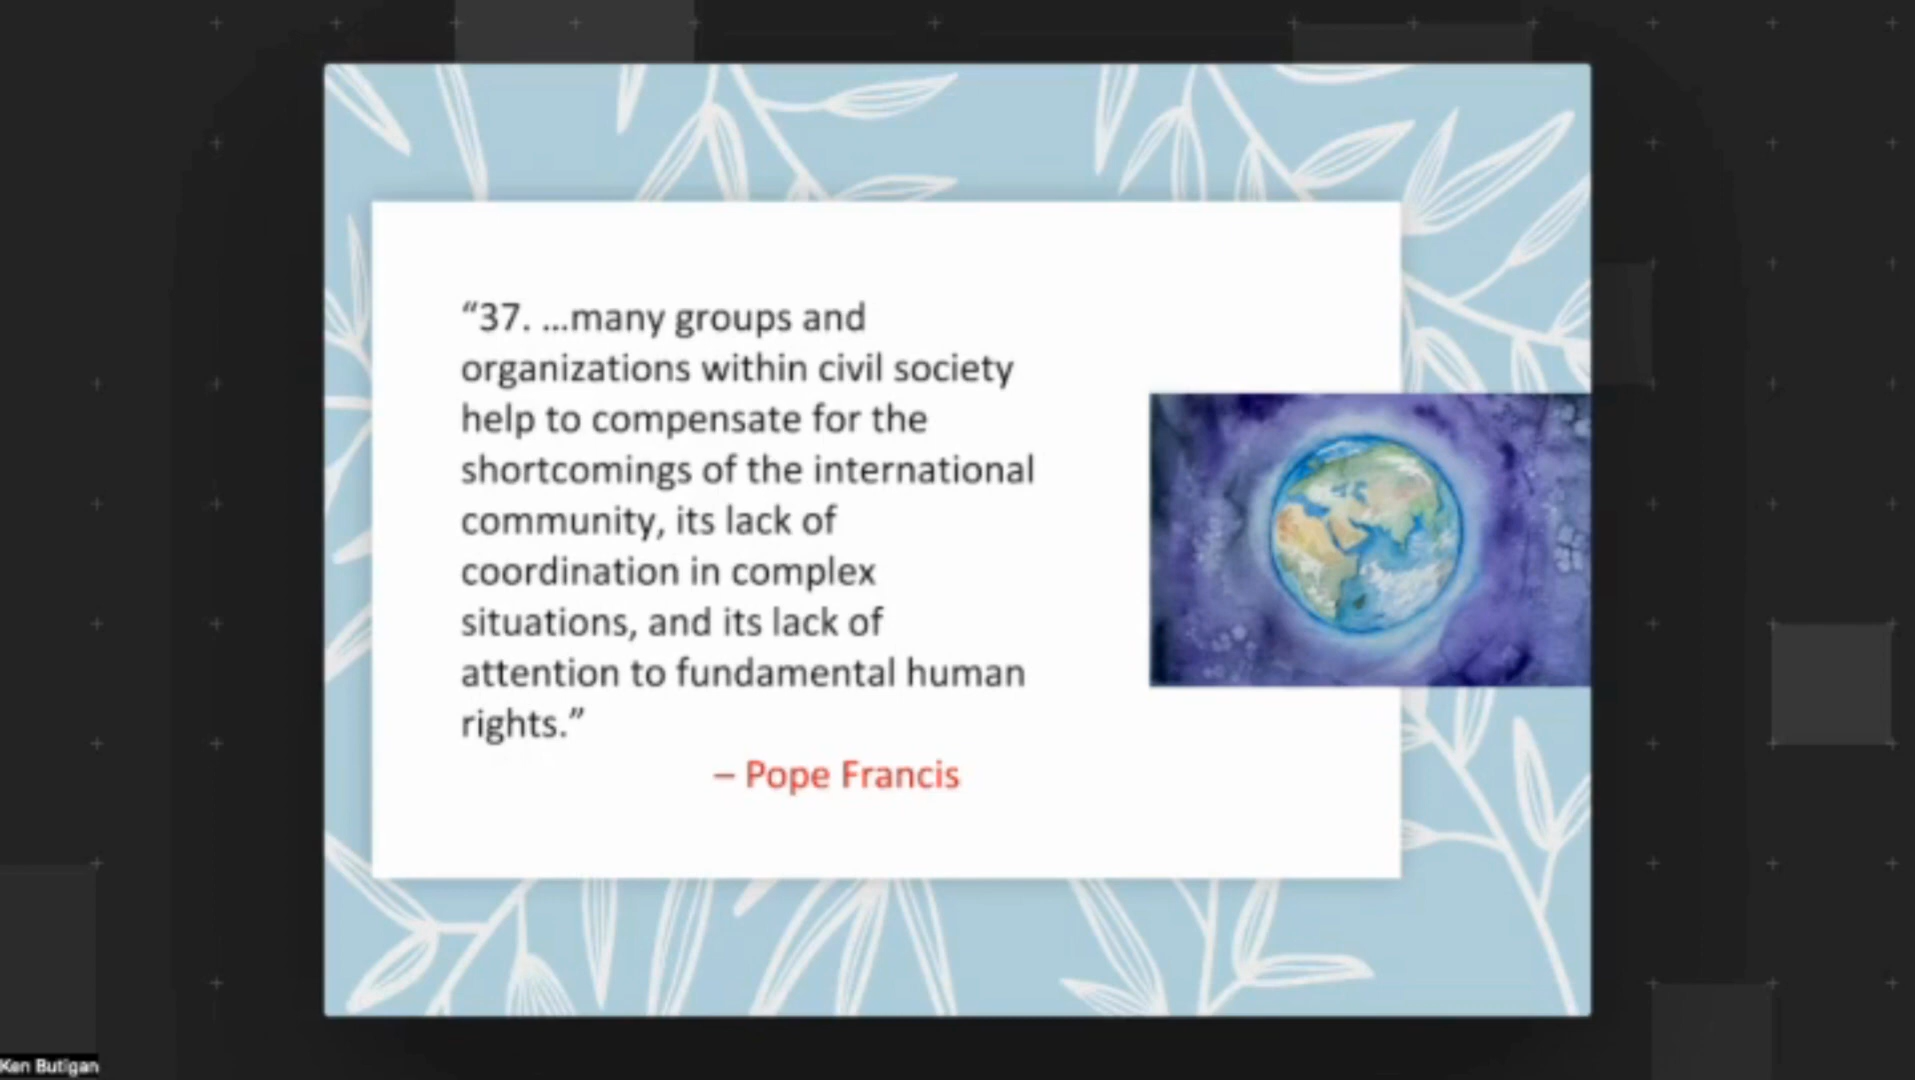 “37. ...many groups and
organizations within civil society
help to compensate for the
shortcomings of the international
community, its lack of
coordination in complex
situations, and its lack of
attention to fundamental human
rights.”
– Pope Francis
Ken Butigan